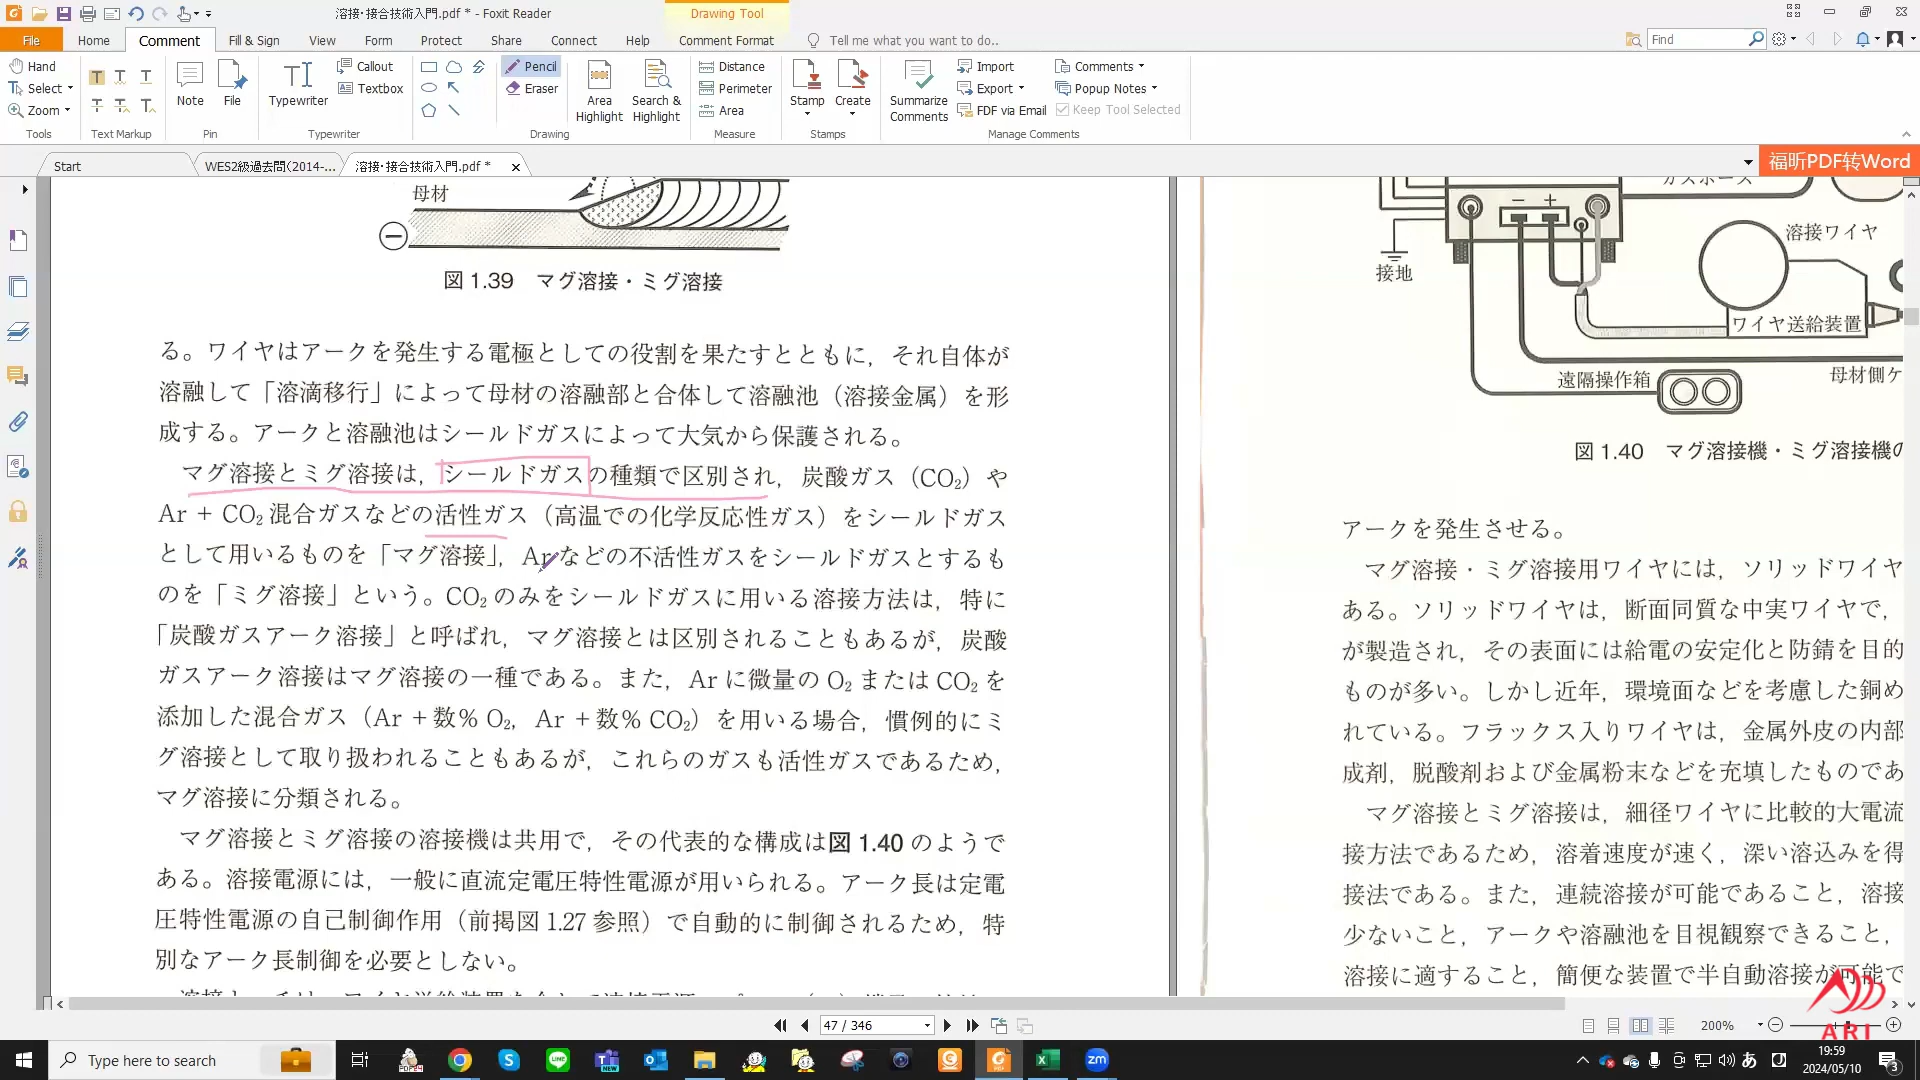 溶接・接合技術入門.pdf * - Foxit Reader
Drawing Tool
File Home Comment Fill & Sign View Form Protect Share Connect Help Comment Format Tell me what you want to do.. Find
Hand
Select
Zoom
Tools
Text Markup
Note
File
Pin
Typewriter
Callout
Textbox
Typewriter
Pencil
Eraser
Area Highlight
Search & Highlight
Drawing
Distance
Perimeter
Area
Measure
Stamp
Create
Stamps
Summarize Comments
Import
Export
FDF via Email
Comments
Popup Notes
Keep Tool Selected
Manage Comments
Start
WES2級過去問(2014-...
溶接・接合技術入門.pdf *
福昕PDF转Word
母材
図 1.39 マグ溶接・ミグ溶接
る。ワイヤはアークを発生する電極としての役割を果たすとともに，それ自体が
溶融して「溶滴移行」によって母材の溶融部と合体して溶融池（溶接金属）を形
成する。アークと溶融池はシールドガスによって大気から保護される。
マグ溶接とミグ溶接は，シールドガスの種類で区別され，炭酸ガス（CO₂）や
Ar + CO₂ 混合ガスなどの活性ガス（高温での化学反応性ガス）をシールドガス
として用いるものを「マグ溶接」，Ar などの不活性ガスをシールドガスとするも
のを「ミグ溶接」という。CO₂ のみをシールドガスに用いる溶接方法は，特に
「炭酸ガスアーク溶接」と呼ばれ，マグ溶接とは区別されることもあるが，炭酸
ガスアーク溶接はマグ溶接の一種である。また，Ar に微量の O₂ または CO₂ を
添加した混合ガス（Ar + 数% O₂，Ar + 数% CO₂）を用いる場合，慣例的にミ
グ溶接として取り扱われることもあるが，これらのガスも活性ガスであるため，
マグ溶接に分類される。
マグ溶接とミグ溶接の溶接機は共用で，その代表的な構成は図 1.40 のようで
ある。溶接電源には，一般に直流定電圧特性電源が用いられる。アーク長は定電
圧特性電源の自己制御作用（前掲図 1.27 参照）で自動的に制御されるため，特
別なアーク長制御を必要としない。
ガスホース
− +
溶接ワイヤ
接地
ワイヤ送給装置
遠隔操作箱
母材側ケ
図 1.40 マグ溶接機・ミグ溶接機の
アークを発生させる。
マグ溶接・ミグ溶接用ワイヤには，ソリッドワイヤ
ある。ソリッドワイヤは，断面同質な中実ワイヤで，
が製造され，その表面には給電の安定化と防錆を目的
ものが多い。しかし近年，環境面などを考慮した銅め
れている。フラックス入りワイヤは，金属外皮の内部
成剤，脱酸剤および金属粉末などを充填したものであ
マグ溶接とミグ溶接は，細径ワイヤに比較的大電流
接方法であるため，溶着速度が速く，深い溶込みを得
接法である。また，連続溶接が可能であること，溶接
少ないこと，アークや溶融池を目視観察できること，
溶接に適すること，簡便な装置で半自動溶接が可能で
ARI
47 / 346
200%
Type here to search
19:59
2024/05/10